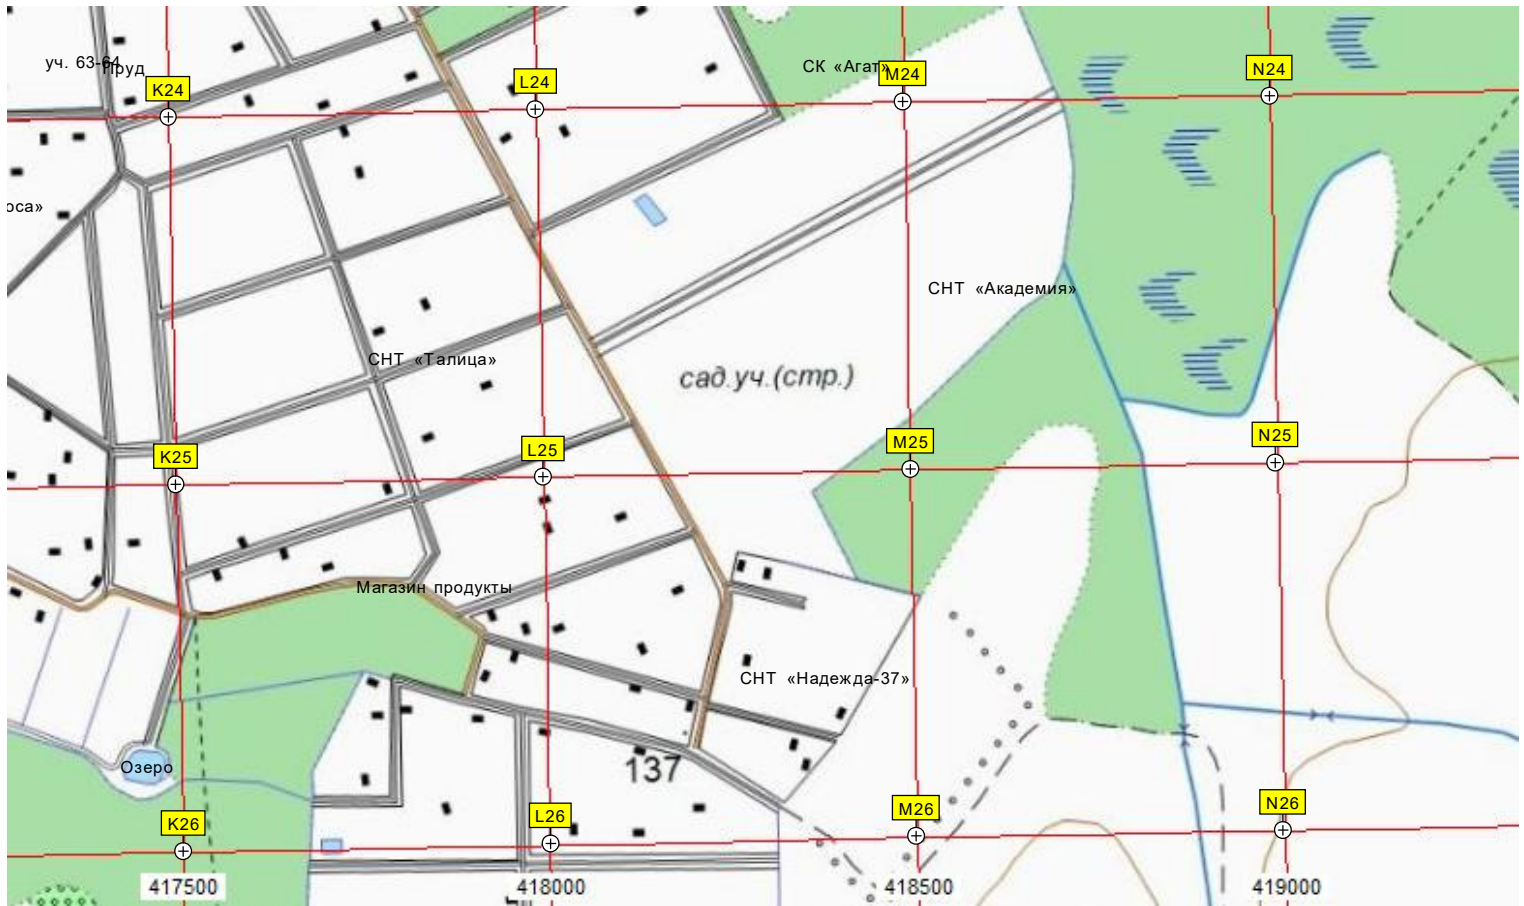 уч. 63-64
Пруд
K24
L24
СК «Агат»
M24
N24
оса»
СНТ «Академия»
СНТ «Талица»
сад.уч.(стр.)
K25
L25
M25
N25
Магазин продукты
СНТ «Надежда-37»
Озеро
137
K26
L26
M26
N26
417500
418000
418500
419000